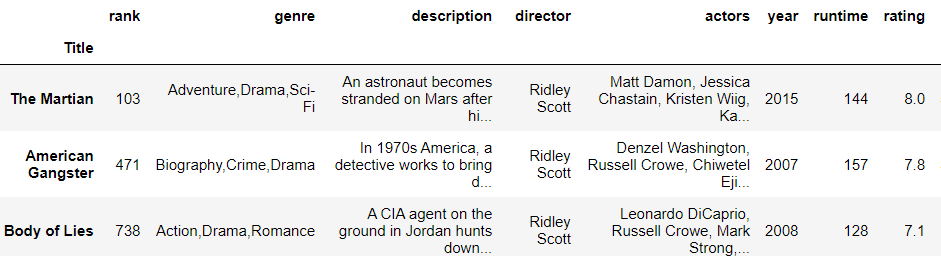 rank genre description director actors year runtime rating
Title
The Martian 103 Adventure,Drama,Sci-Fi An astronaut becomes stranded on Mars after hi... Ridley Scott Matt Damon, Jessica Chastain, Kristen Wiig, Ka... 2015 144 8.0
American Gangster 471 Biography,Crime,Drama In 1970s America, a detective works to bring d... Ridley Scott Denzel Washington, Russell Crowe, Chiwetel Eji... 2007 157 7.8
Body of Lies 738 Action,Drama,Romance A CIA agent on the ground in Jordan hunts down... Ridley Scott Leonardo DiCaprio, Russell Crowe, Mark Strong,... 2008 128 7.1